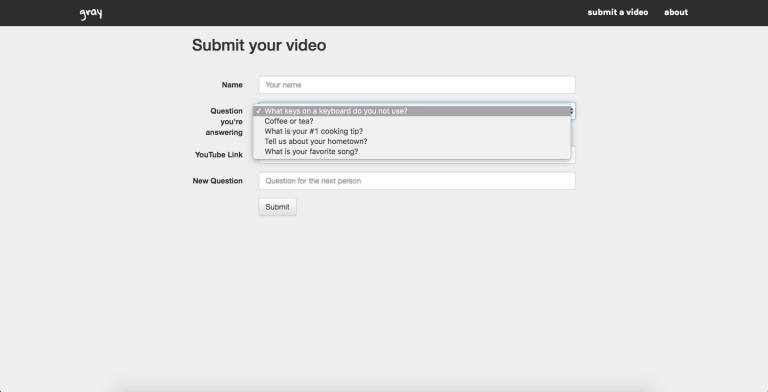 gray
submit a video
about
Submit your video
Name
Your name
Question
you're
answering
✓ What keys on a keyboard do you not use?
Coffee or tea?
What is your #1 cooking tip?
Tell us about your hometown?
What is your favorite song?
YouTube Link
New Question
Question for the next person
Submit